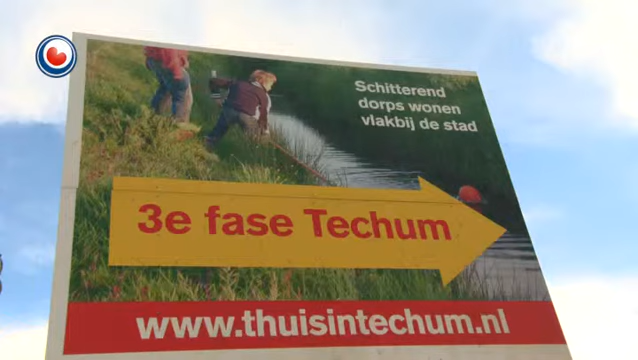 Schitterend
dorps wonen
vlakbij de stad
3e fase Techum
www.thuisintechum.nl